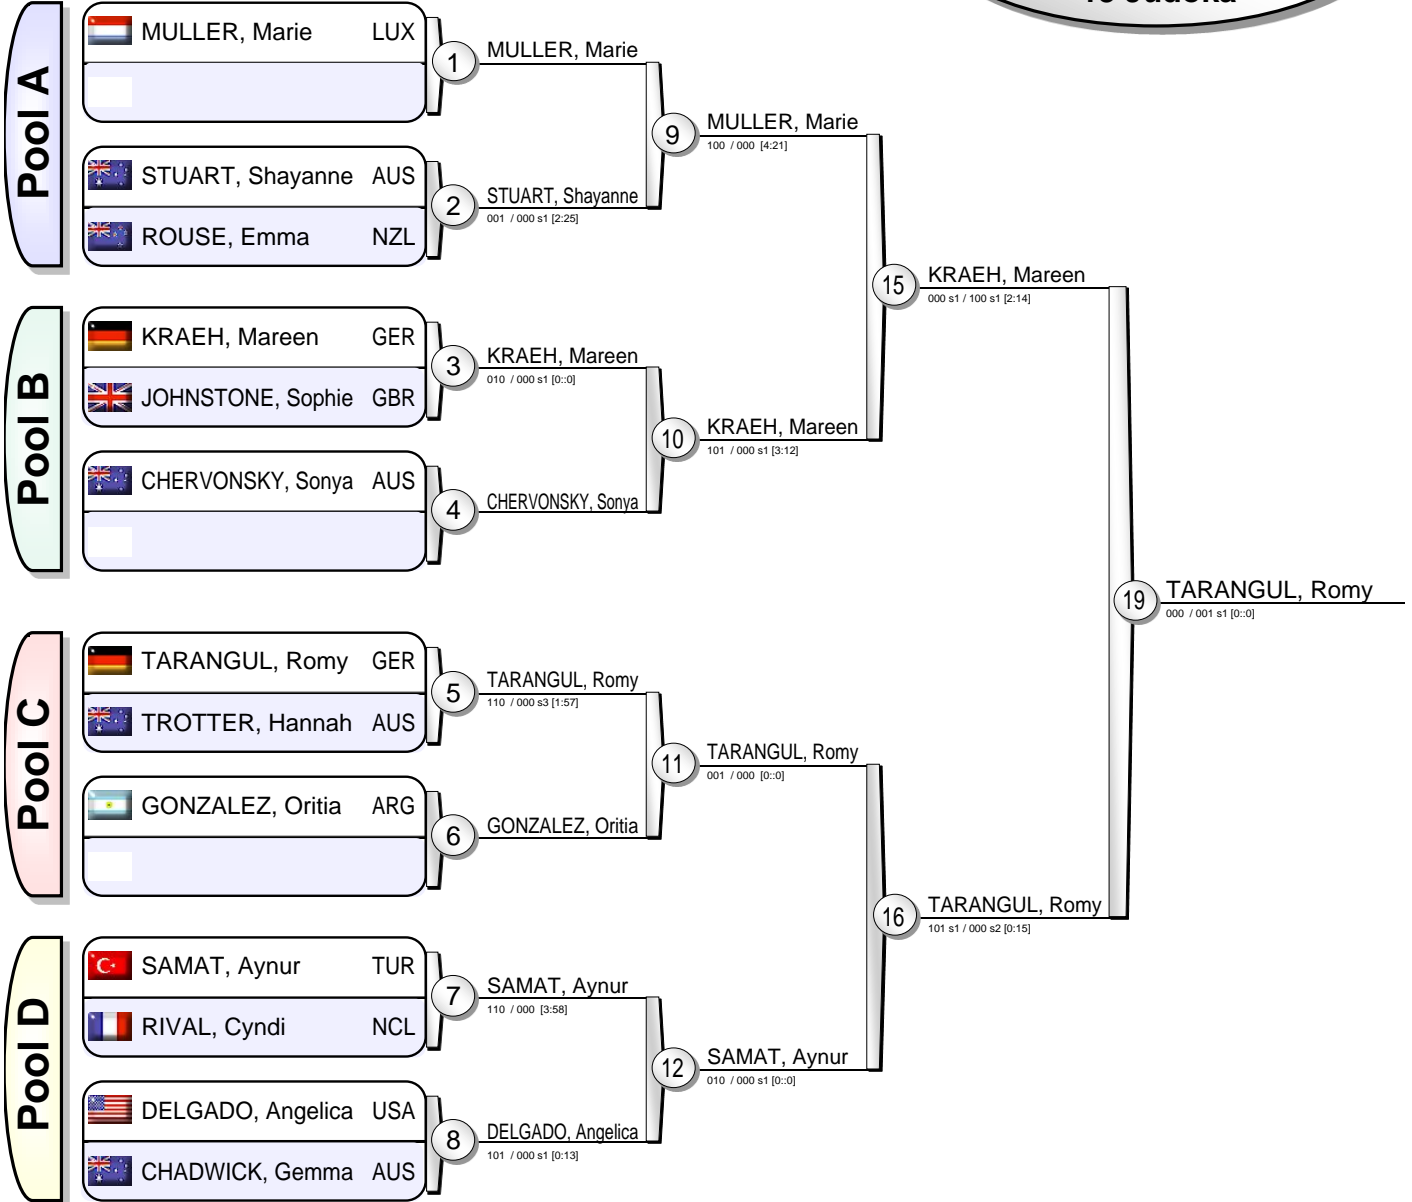 Pool A
MULLER, Marie LUX
STUART, Shayanne AUS
ROUSE, Emma NZL
1
MULLER, Marie
2
STUART, Shayanne
001 / 000 s1 [2:25]
9
MULLER, Marie
100 / 000 [4:21]
Pool B
KRAEH, Mareen GER
JOHNSTONE, Sophie GBR
CHERVONSKY, Sonya AUS
3
KRAEH, Mareen
010 / 000 s1 [0::0]
4
CHERVONSKY, Sonya
10
KRAEH, Mareen
101 / 000 s1 [3:12]
15
KRAEH, Mareen
000 s1 / 100 s1 [2:14]
Pool C
TARANGUL, Romy GER
TROTTER, Hannah AUS
GONZALEZ, Oritia ARG
5
TARANGUL, Romy
110 / 000 s3 [1:57]
6
GONZALEZ, Oritia
11
TARANGUL, Romy
001 / 000 [0::0]
Pool D
SAMAT, Aynur TUR
RIVAL, Cyndi NCL
DELGADO, Angelica USA
CHADWICK, Gemma AUS
7
SAMAT, Aynur
110 / 000 [3:58]
8
DELGADO, Angelica
101 / 000 s1 [0:13]
12
SAMAT, Aynur
010 / 000 s1 [0::0]
16
TARANGUL, Romy
101 s1 / 000 s2 [0:15]
19
TARANGUL, Romy
000 / 001 s1 [0::0]